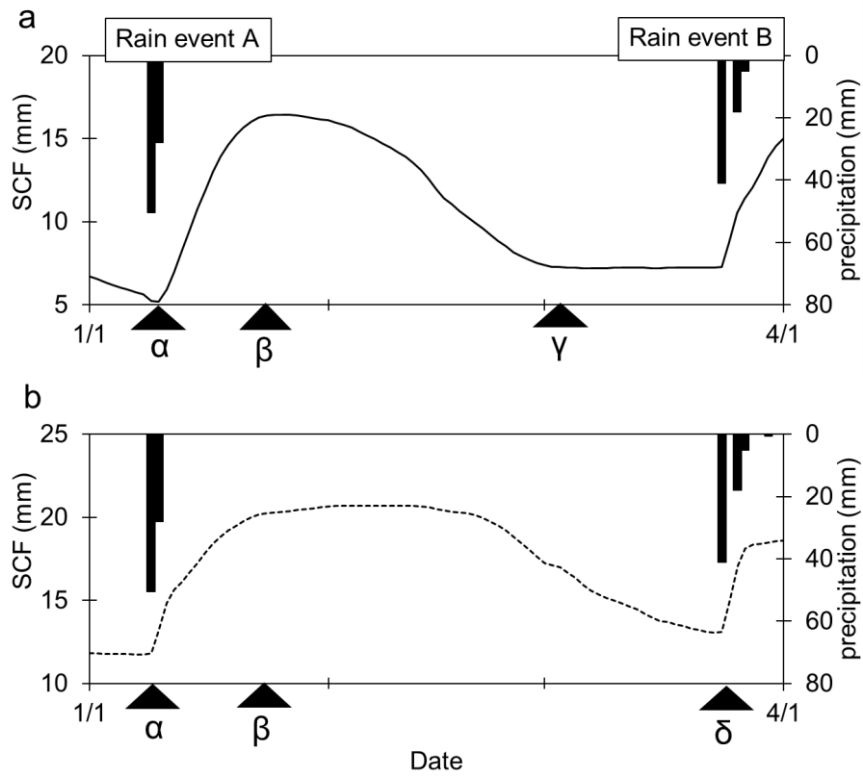 a
Rain event A
Rain event B
20
15
10
5
SCF (mm)
0
20
40
60
80
precipitation (mm)
1/1
4/1
α
β
γ
b
25
20
15
10
SCF (mm)
0
20
40
60
80
precipitation (mm)
1/1
4/1
α
β
δ
Date